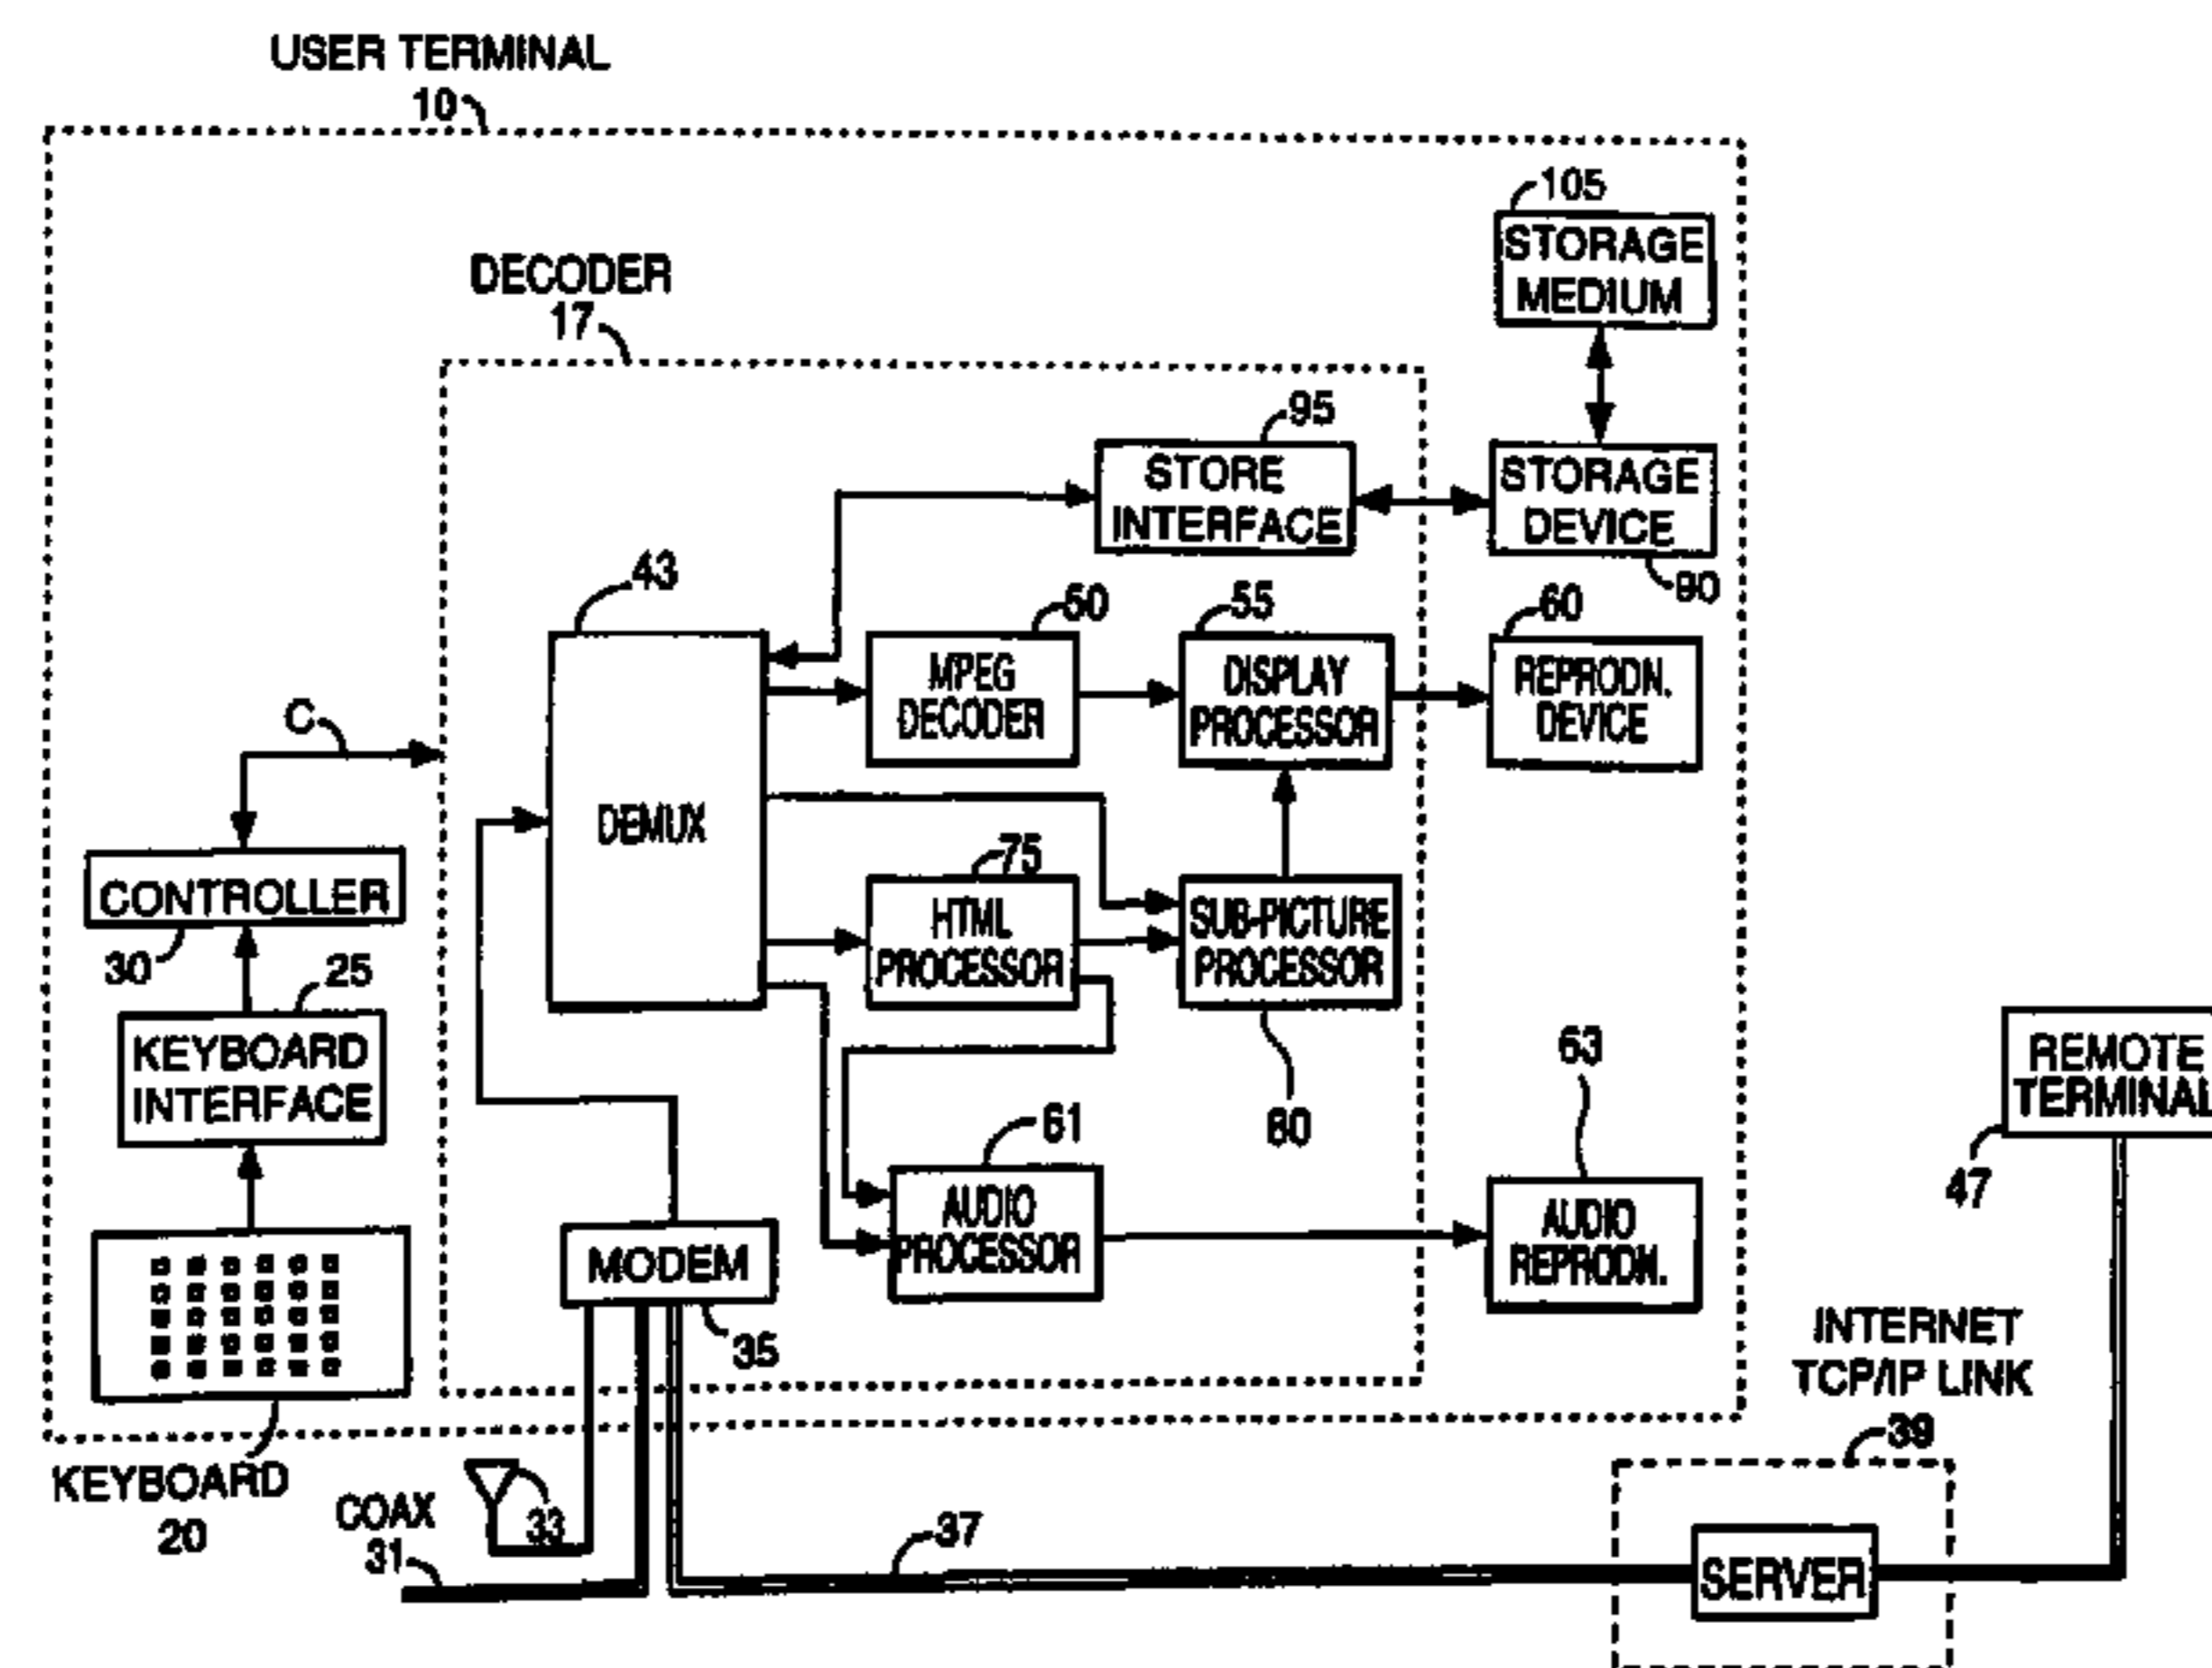 USER TERMINAL
10
105
STORAGE
MEDIUM
DECODER
17
95
STORE
INTERFACE
STORAGE
DEVICE
90
43
50
55
60
MPEG
DECODER
DISPLAY
PROCESSOR
REPRODN.
DEVICE
C
DEMUX
75
CONTROLLER
30
HTML
PROCESSOR
SUB-PICTURE
PROCESSOR
80
25
KEYBOARD
INTERFACE
63
REMOTE
TERMINAL
47
61
AUDIO
PROCESSOR
AUDIO
REPRODN.
MODEM
35
INTERNET
TCP/IP LINK
39
KEYBOARD
20
COAX
31
33
37
SERVER